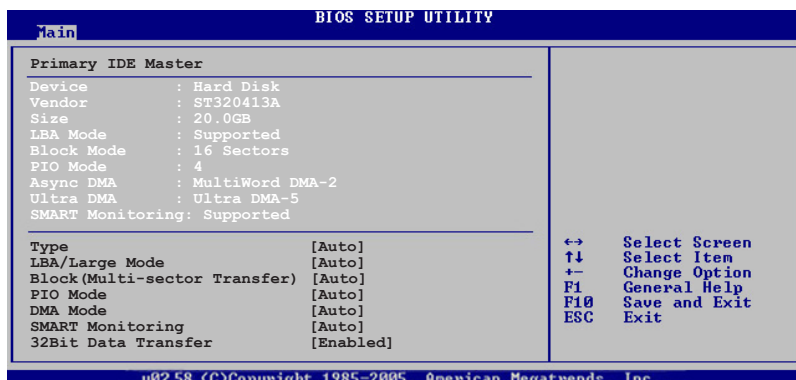 BIOS SETUP UTILITY
Main
Primary IDE Master
Device : Hard Disk
Vendor : ST320413A
Size : 20.0GB
LBA Mode : Supported
Block Mode : 16 Sectors
PIO Mode : 4
Async DMA : MultiWord DMA-2
Ultra DMA : Ultra DMA-5
SMART Monitoring: Supported
Type [Auto]
LBA/Large Mode [Auto]
Block(Multi-sector Transfer) [Auto]
PIO Mode [Auto]
DMA Mode [Auto]
SMART Monitoring [Auto]
32Bit Data Transfer [Enabled]
←→ Select Screen
↑↓ Select Item
+- Change Option
F1 General Help
F10 Save and Exit
ESC Exit
v02.58 (C)Copyright 1985-2005, American Megatrends, Inc.